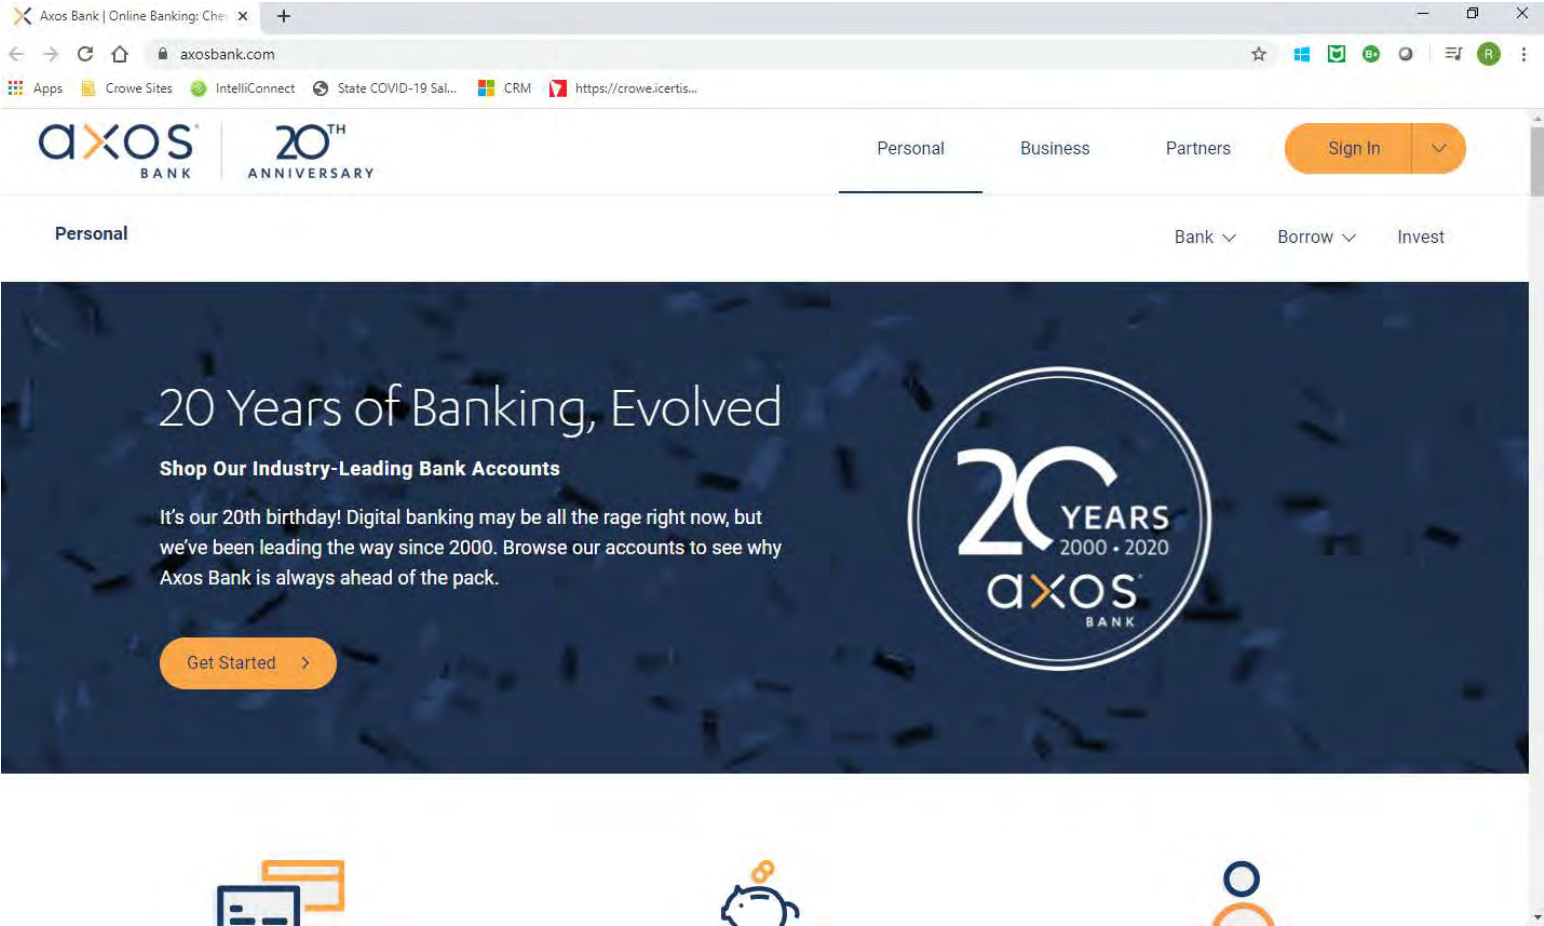 Axos Bank | Online Banking: Che
axosbank.com
R
Apps Crowe Sites IntelliConnect State COVID-19 Sal... CRM https://crowe.icertis...
axos BANK 20TH ANNIVERSARY
Personal Business Partners Sign In
Personal
Bank Borrow Invest
20 Years of Banking, Evolved
Shop Our Industry-Leading Bank Accounts
It's our 20th birthday! Digital banking may be all the rage right now, but
we've been leading the way since 2000. Browse our accounts to see why
Axos Bank is always ahead of the pack.
Get Started
20 YEARS
2000 • 2020
axos
BANK